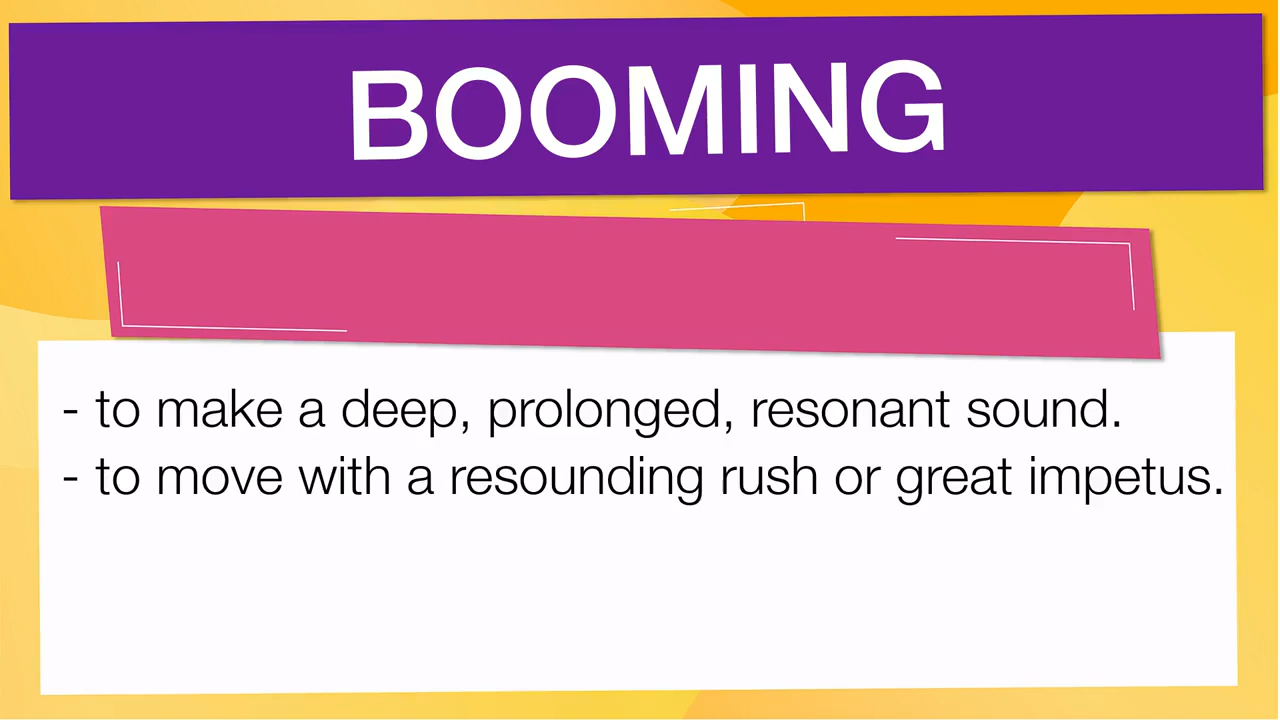 BOOMING
- to make a deep, prolonged, resonant sound.
- to move with a resounding rush or great impetus.